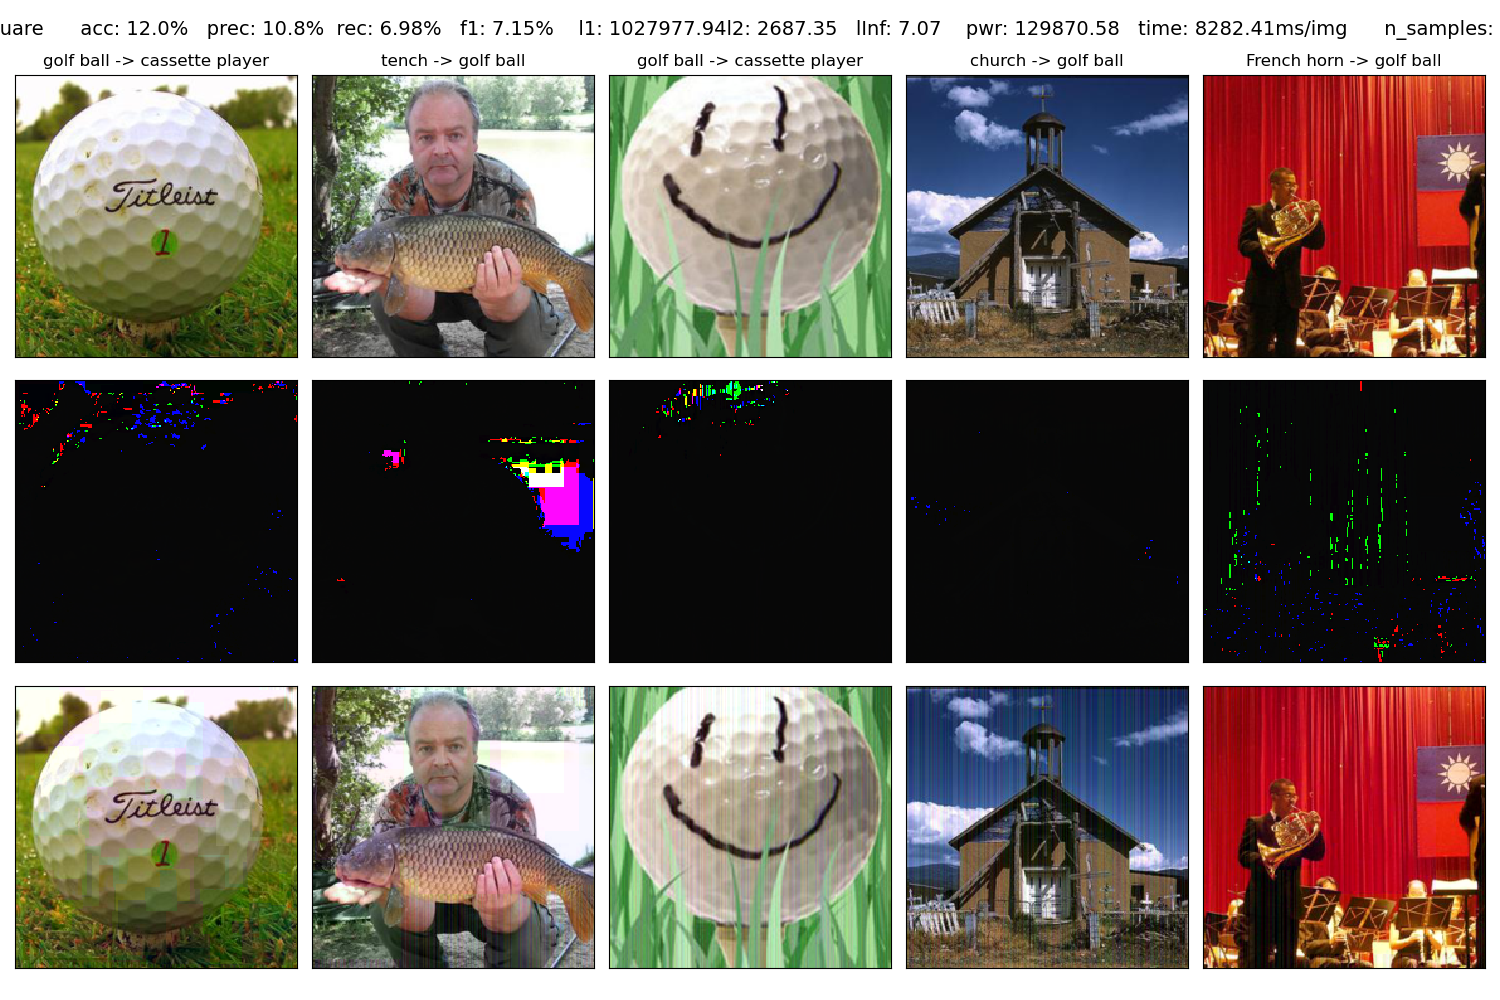 uare acc: 12.0% prec: 10.8% rec: 6.98% f1: 7.15% l1: 1027977.94l2: 2687.35 lInf: 7.07 pwr: 129870.58 time: 8282.41ms/img n_samples:
golf ball -> cassette player tench -> golf ball golf ball -> cassette player church -> golf ball French horn -> golf ball
Titleist
1
Titleist
1